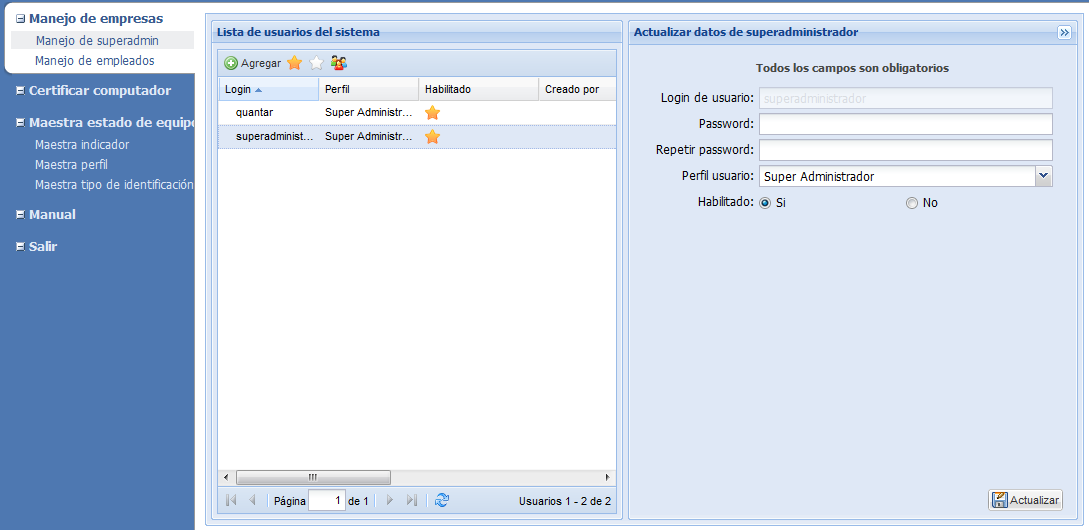 Manejo de empresas
Manejo de superadmin
Manejo de empleados
Certificar computador
Maestra estado de equipo
Maestra indicador
Maestra perfil
Maestra tipo de identificación
Manual
Salir
Lista de usuarios del sistema
Agregar
Login Perfil Habilitado Creado por
quantar Super Administr...
superadminist... Super Administr...
Página 1 de 1 Usuarios 1 - 2 de 2
Actualizar datos de superadministrador
Todos los campos son obligatorios
Login de usuario: superadministrador
Password:
Repetir password:
Perfil usuario: Super Administrador
Habilitado: Si No
Actualizar